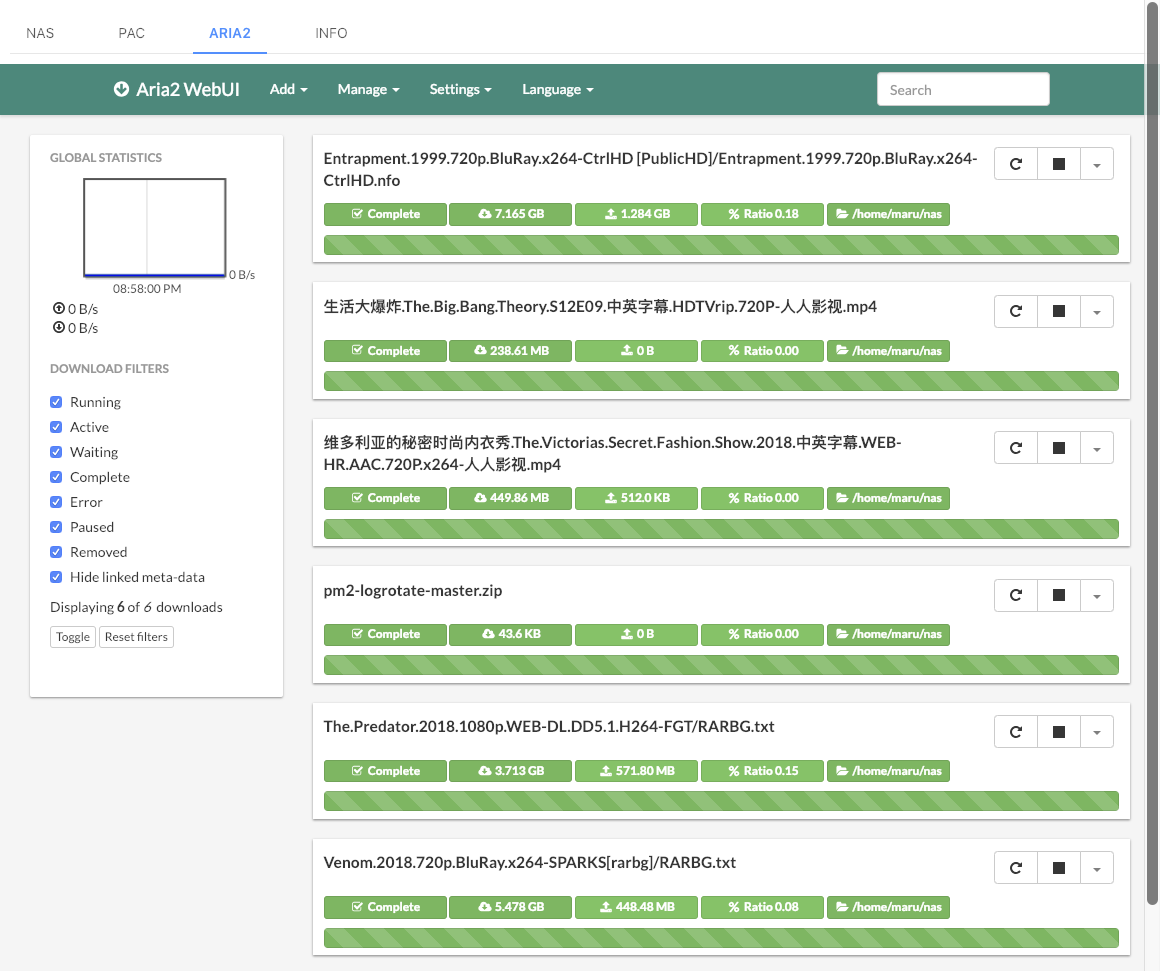 NAS PAC ARIA2 INFO
Aria2 WebUI Add Manage Settings Language Search
GLOBAL STATISTICS
0 B/s
08:58:00 PM
0 B/s
0 B/s
DOWNLOAD FILTERS
Running
Active
Waiting
Complete
Error
Paused
Removed
Hide linked meta-data
Displaying 6 of 6 downloads
Toggle Reset filters
Entrapment.1999.720p.BluRay.x264-CtrlHD [PublicHD]/Entrapment.1999.720p.BluRay.x264-
CtrlHD.nfo
Complete 7.165 GB 1.284 GB % Ratio 0.18 /home/maru/nas
生活大爆炸.The.Big.Bang.Theory.S12E09.中英字幕.HDTVrip.720P-人人影视.mp4
Complete 238.61 MB 0 B % Ratio 0.00 /home/maru/nas
维多利亚的秘密时尚内衣秀.The.Victorias.Secret.Fashion.Show.2018.中英字幕.WEB-
HR.AAC.720P.x264-人人影视.mp4
Complete 449.86 MB 512.0 KB % Ratio 0.00 /home/maru/nas
pm2-logrotate-master.zip
Complete 43.6 KB 0 B % Ratio 0.00 /home/maru/nas
The.Predator.2018.1080p.WEB-DL.DD5.1.H264-FGT/RARBG.txt
Complete 3.713 GB 571.80 MB % Ratio 0.15 /home/maru/nas
Venom.2018.720p.BluRay.x264-SPARKS[rarbg]/RARBG.txt
Complete 5.478 GB 448.48 MB % Ratio 0.08 /home/maru/nas